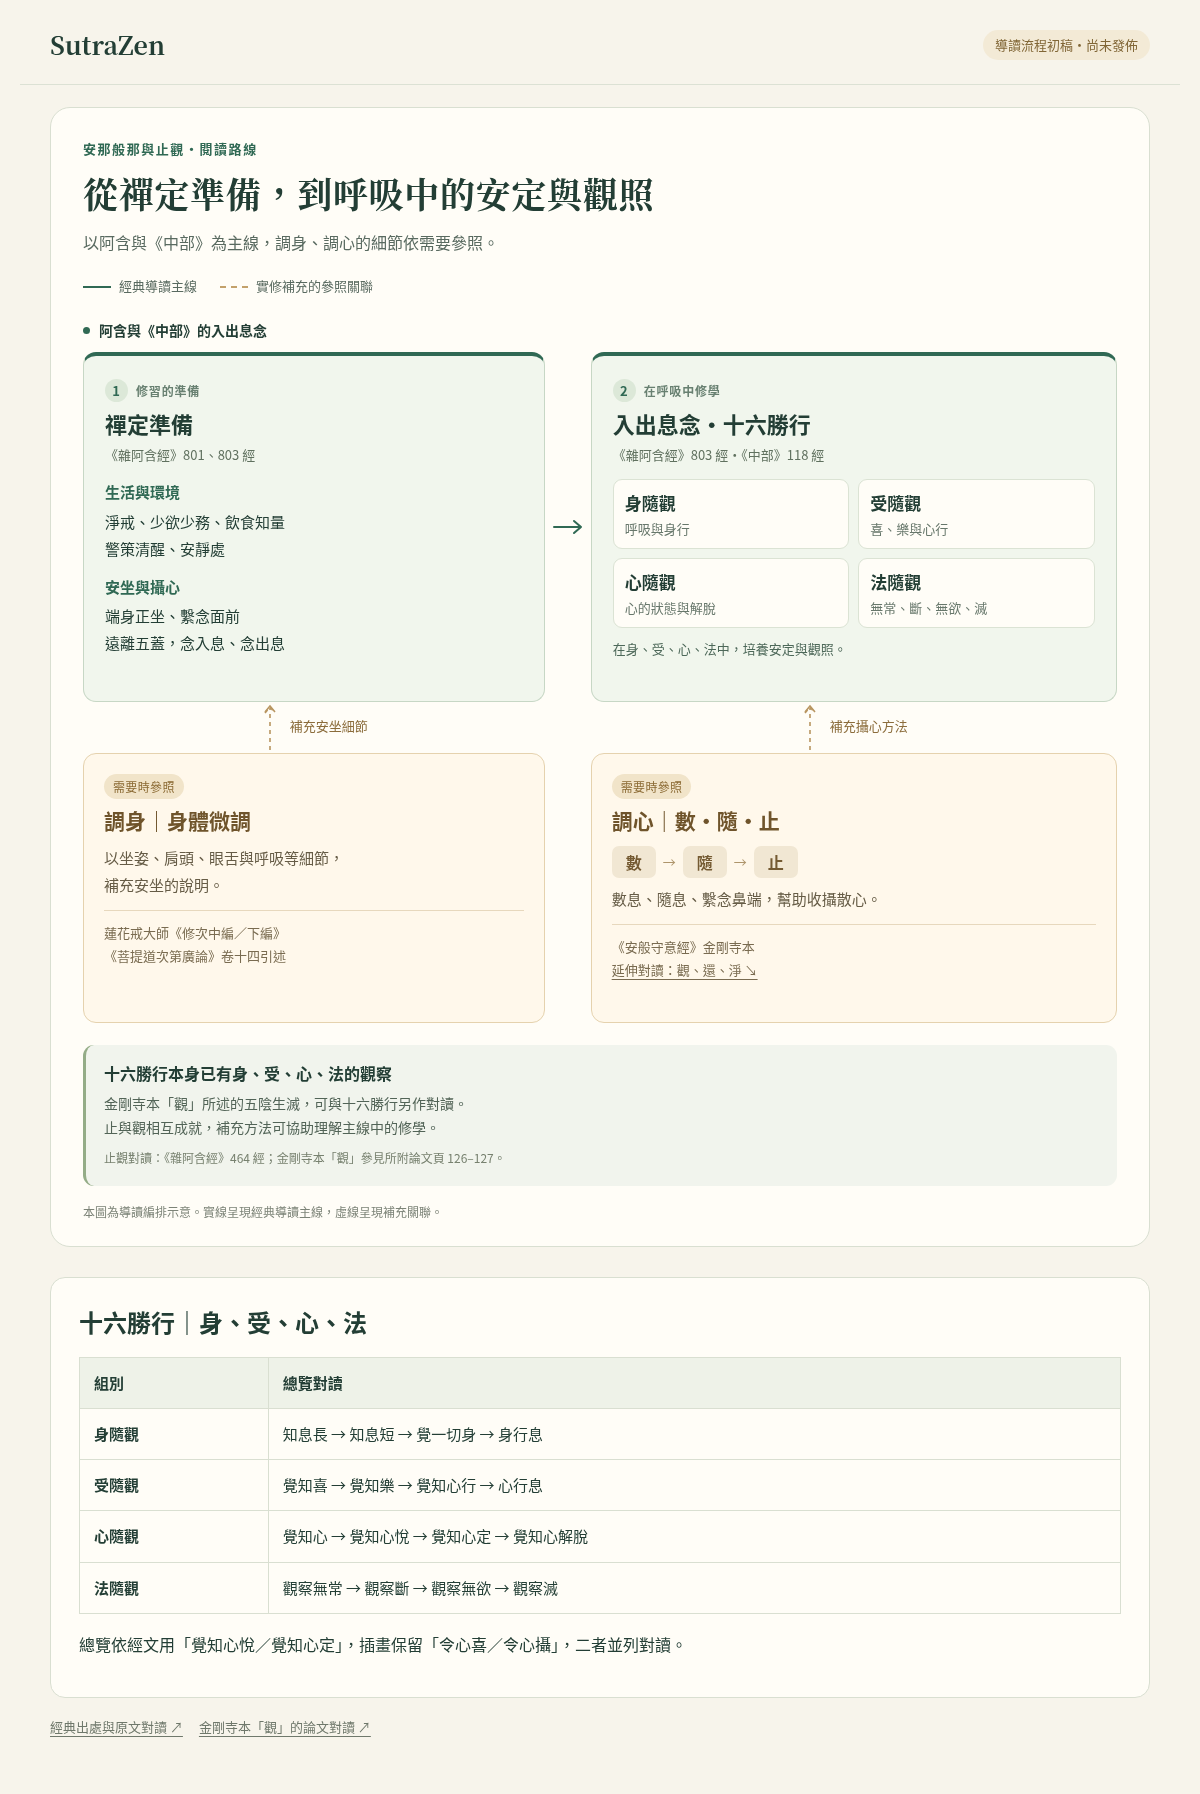 SutraZen
導讀流程初稿・尚未發佈
安那般那與止觀・閱讀路線
從禪定準備，到呼吸中的安定與觀照
以阿含與《中部》為主線，調身、調心的細節依需要參照。
經典導讀主線
實修補充的參照關聯
阿含與《中部》的入出息念
1 修習的準備
禪定準備
《雜阿含經》801、803 經
生活與環境
淨戒、少欲少務、飲食知量
警策清醒、安靜處
安坐與攝心
端身正坐、繫念面前
遠離五蓋，念入息、念出息
→
2 在呼吸中修學
入出息念・十六勝行
《雜阿含經》803 經・《中部》118 經
身隨觀
呼吸與身行
受隨觀
喜、樂與心行
心隨觀
心的狀態與解脫
法隨觀
無常、斷、無欲、滅
在身、受、心、法中，培養安定與觀照。
補充安坐細節
補充攝心方法
需要時參照
調身｜身體微調
以坐姿、肩頭、眼舌與呼吸等細節，
補充安坐的說明。
蓮花戒大師《修次中編／下編》
《菩提道次第廣論》卷十四引述
需要時參照
調心｜數・隨・止
數 → 隨 → 止
數息、隨息、繫念鼻端，幫助收攝散心。
《安般守意經》金剛寺本
延伸對讀：觀、還、淨 ↘
十六勝行本身已有身、受、心、法的觀察
金剛寺本「觀」所述的五陰生滅，可與十六勝行另作對讀。
止與觀相互成就，補充方法可協助理解主線中的修學。
止觀對讀：《雜阿含經》464 經；金剛寺本「觀」參見所附論文頁 126–127。
本圖為導讀編排示意。實線呈現經典導讀主線，虛線呈現補充關聯。
十六勝行｜身、受、心、法
組別 總覽對讀
身隨觀 知息長 → 知息短 → 覺一切身 → 身行息
受隨觀 覺知喜 → 覺知樂 → 覺知心行 → 心行息
心隨觀 覺知心 → 覺知心悅 → 覺知心定 → 覺知心解脫
法隨觀 觀察無常 → 觀察斷 → 觀察無欲 → 觀察滅
總覽依經文用「覺知心悅／覺知心定」，插畫保留「令心喜／令心攝」，二者並列對讀。
經典出處與原文對讀 ↗ 金剛寺本「觀」的論文對讀 ↗